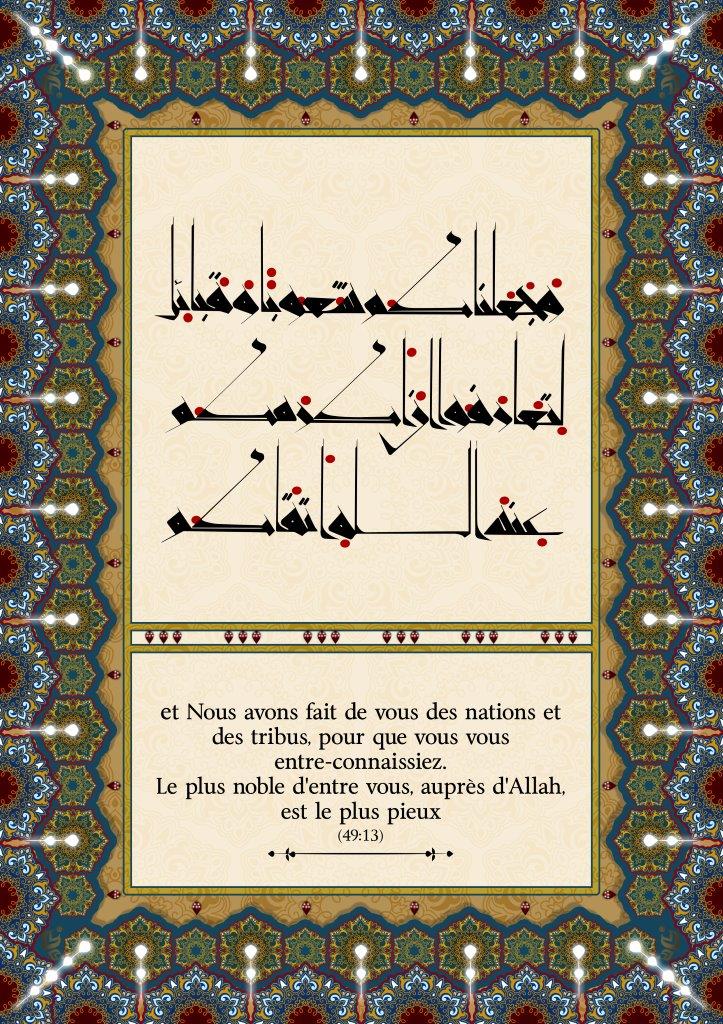 وجعلناكم شعوبا وقبائل
لتعارفوا إن أكرمكم
عند الله أتقاكم
et Nous avons fait de vous des nations et
des tribus, pour que vous vous
entre-connaissiez.
Le plus noble d'entre vous, auprès d'Allah,
est le plus pieux
(49:13)